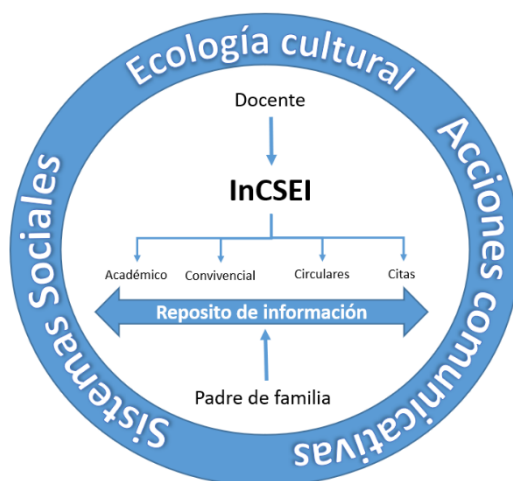 Ecología cultural
Acciones comunicativas
Sistemas Sociales
Docente
InCSEI
Académico
Convivencial
Circulares
Citas
Reposito de información
Padre de familia